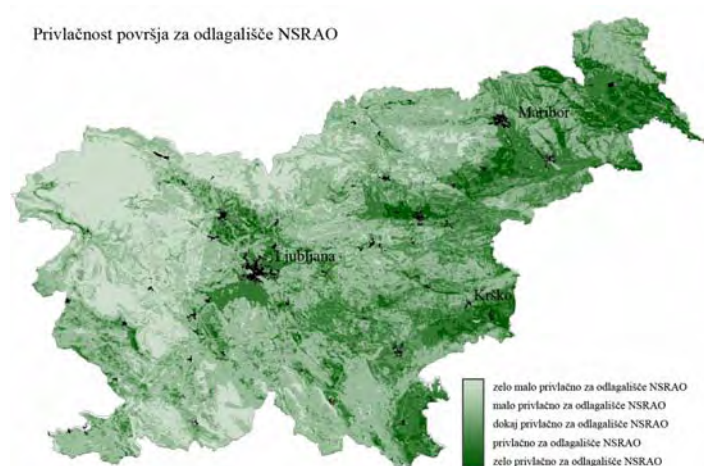 Privlačnost površja za odlagališče NSRAO
Maribor
Ljubljana
Krško
zelo malo privlačno za odlagališče NSRAO
malo privlačno za odlagališče NSRAO
dokaj privlačno za odlagališče NSRAO
privlačno za odlagališče NSRAO
zelo privlačno za odlagališče NSRAO